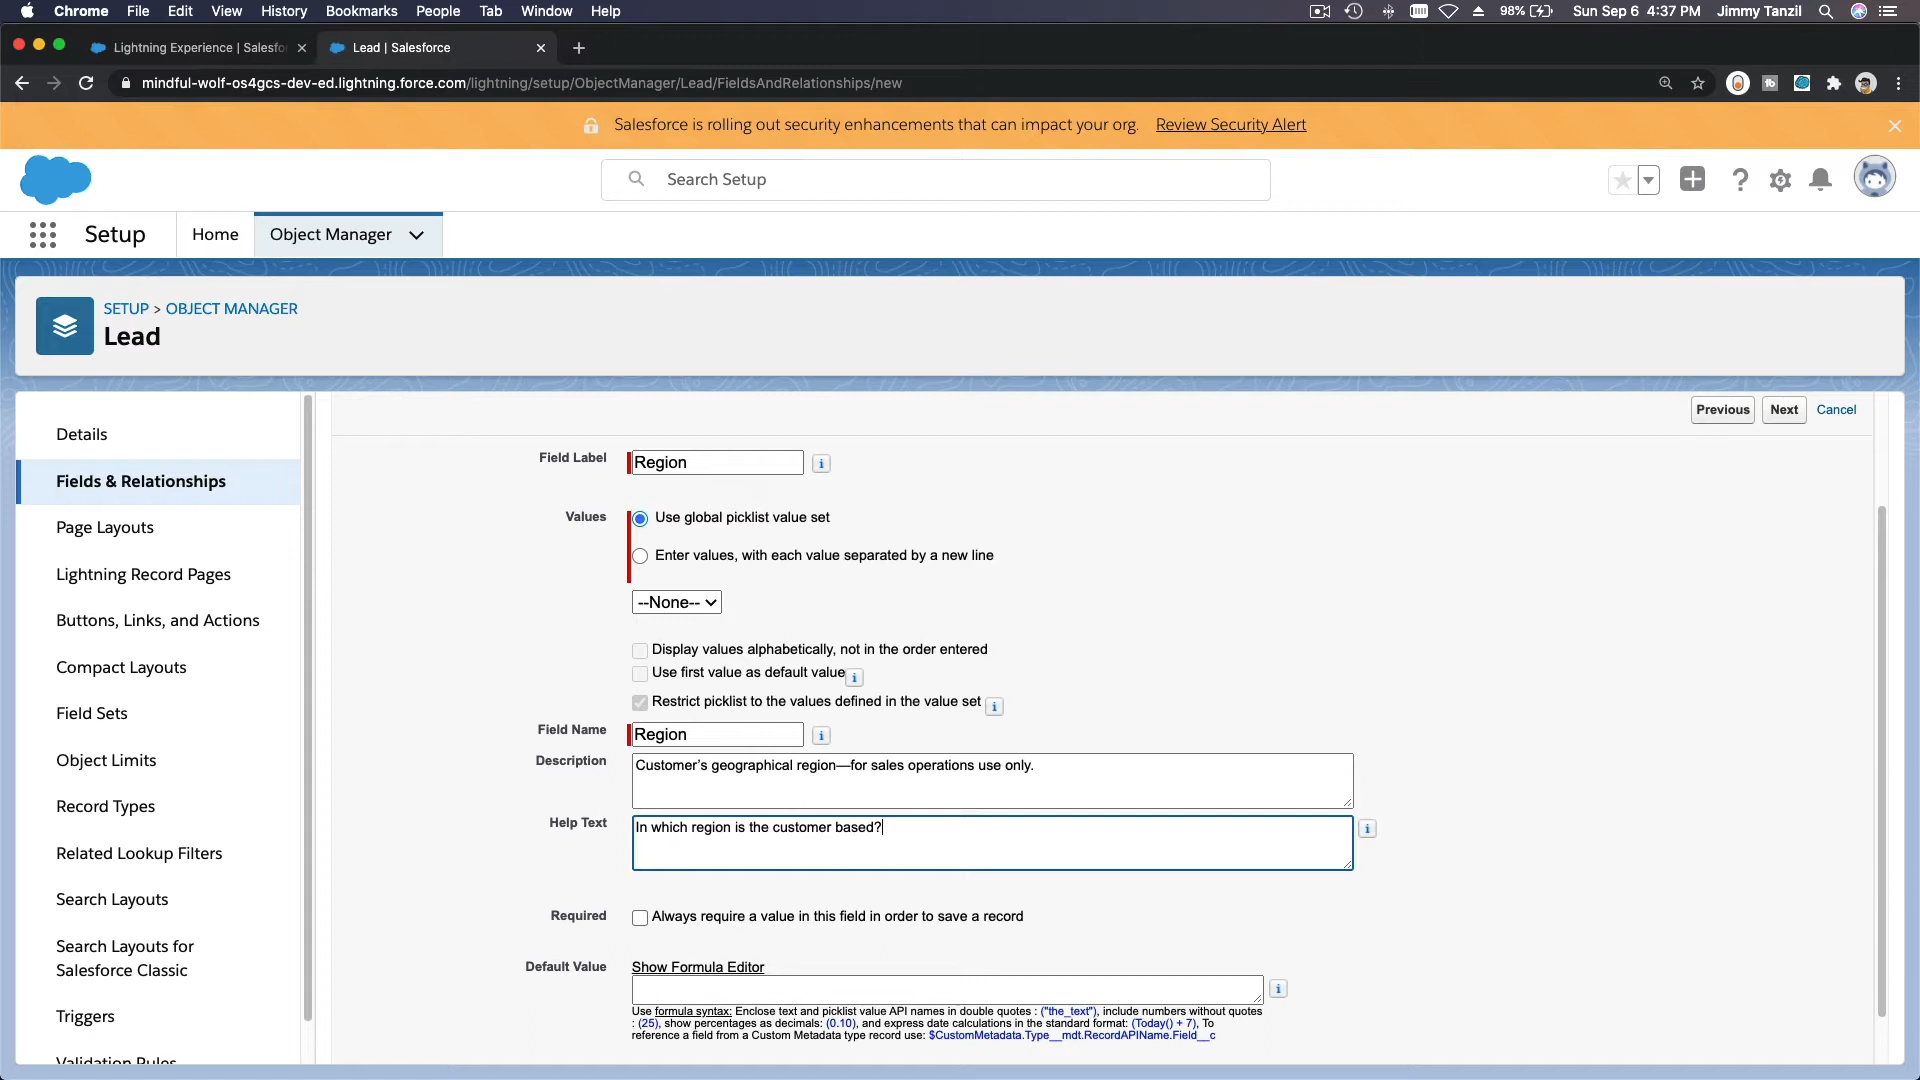 Chrome File Edit View History Bookmarks People Tab Window Help
98% Sun Sep 6 4:37 PM Jimmy Tanzil
Lightning Experience | Salesfo
Lead | Salesforce
mindful-wolf-os4gcs-dev-ed.lightning.force.com/lightning/setup/ObjectManager/Lead/FieldsAndRelationships/new
Salesforce is rolling out security enhancements that can impact your org. Review Security Alert
Search Setup
Setup Home Object Manager
SETUP > OBJECT MANAGER
Lead
Details
Fields & Relationships
Page Layouts
Lightning Record Pages
Buttons, Links, and Actions
Compact Layouts
Field Sets
Object Limits
Record Types
Related Lookup Filters
Search Layouts
Search Layouts for
Salesforce Classic
Triggers
Validation Rules
Previous Next Cancel
Field Label Region
Values Use global picklist value set
Enter values, with each value separated by a new line
--None--
Display values alphabetically, not in the order entered
Use first value as default value
Restrict picklist to the values defined in the value set
Field Name Region
Description Customer's geographical region—for sales operations use only.
Help Text In which region is the customer based?
Required Always require a value in this field in order to save a record
Default Value Show Formula Editor
Use formula syntax: Enclose text and picklist value API names in double quotes : ("the_text"), include numbers without quotes
: (25), show percentages as decimals: (0.10), and express date calculations in the standard format: (Today() + 7), To
reference a field from a Custom Metadata type record use: $CustomMetadata.Type__mdt.RecordAPIName.Field__c